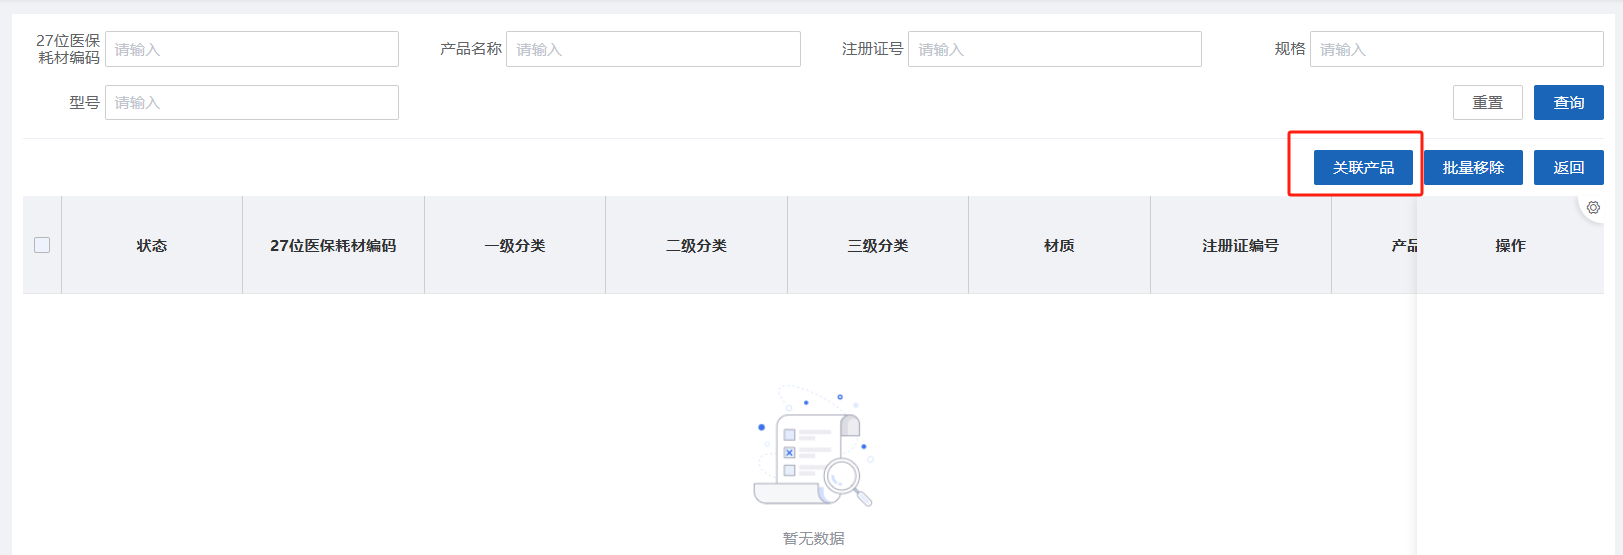 27位医保
耗材编码
请输入
产品名称
请输入
注册证号
请输入
规格
请输入
型号
请输入
重置
查询
关联产品
批量移除
返回
状态
27位医保耗材编码
一级分类
二级分类
三级分类
材质
注册证编号
产品
操作
暂无数据